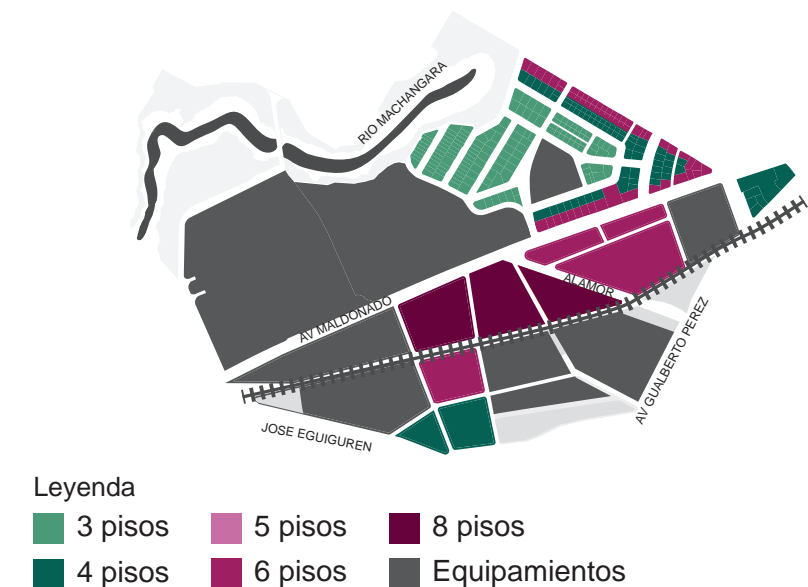 RIO MACHANGARA
ALAMOR
AV MALDONADO
AV GUALBERTO PEREZ
JOSE EGUIGUREN
Leyenda
3 pisos
5 pisos
8 pisos
4 pisos
6 pisos
Equipamientos